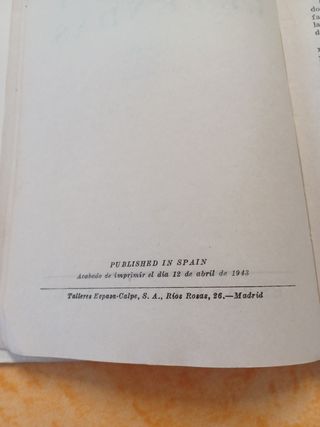 PUBLISHED IN SPAIN
Acabado de imprimir el día 12 de abril de 1943
Talleres Espasa-Calpe, S. A., Ríos Rosas, 26.—Madrid